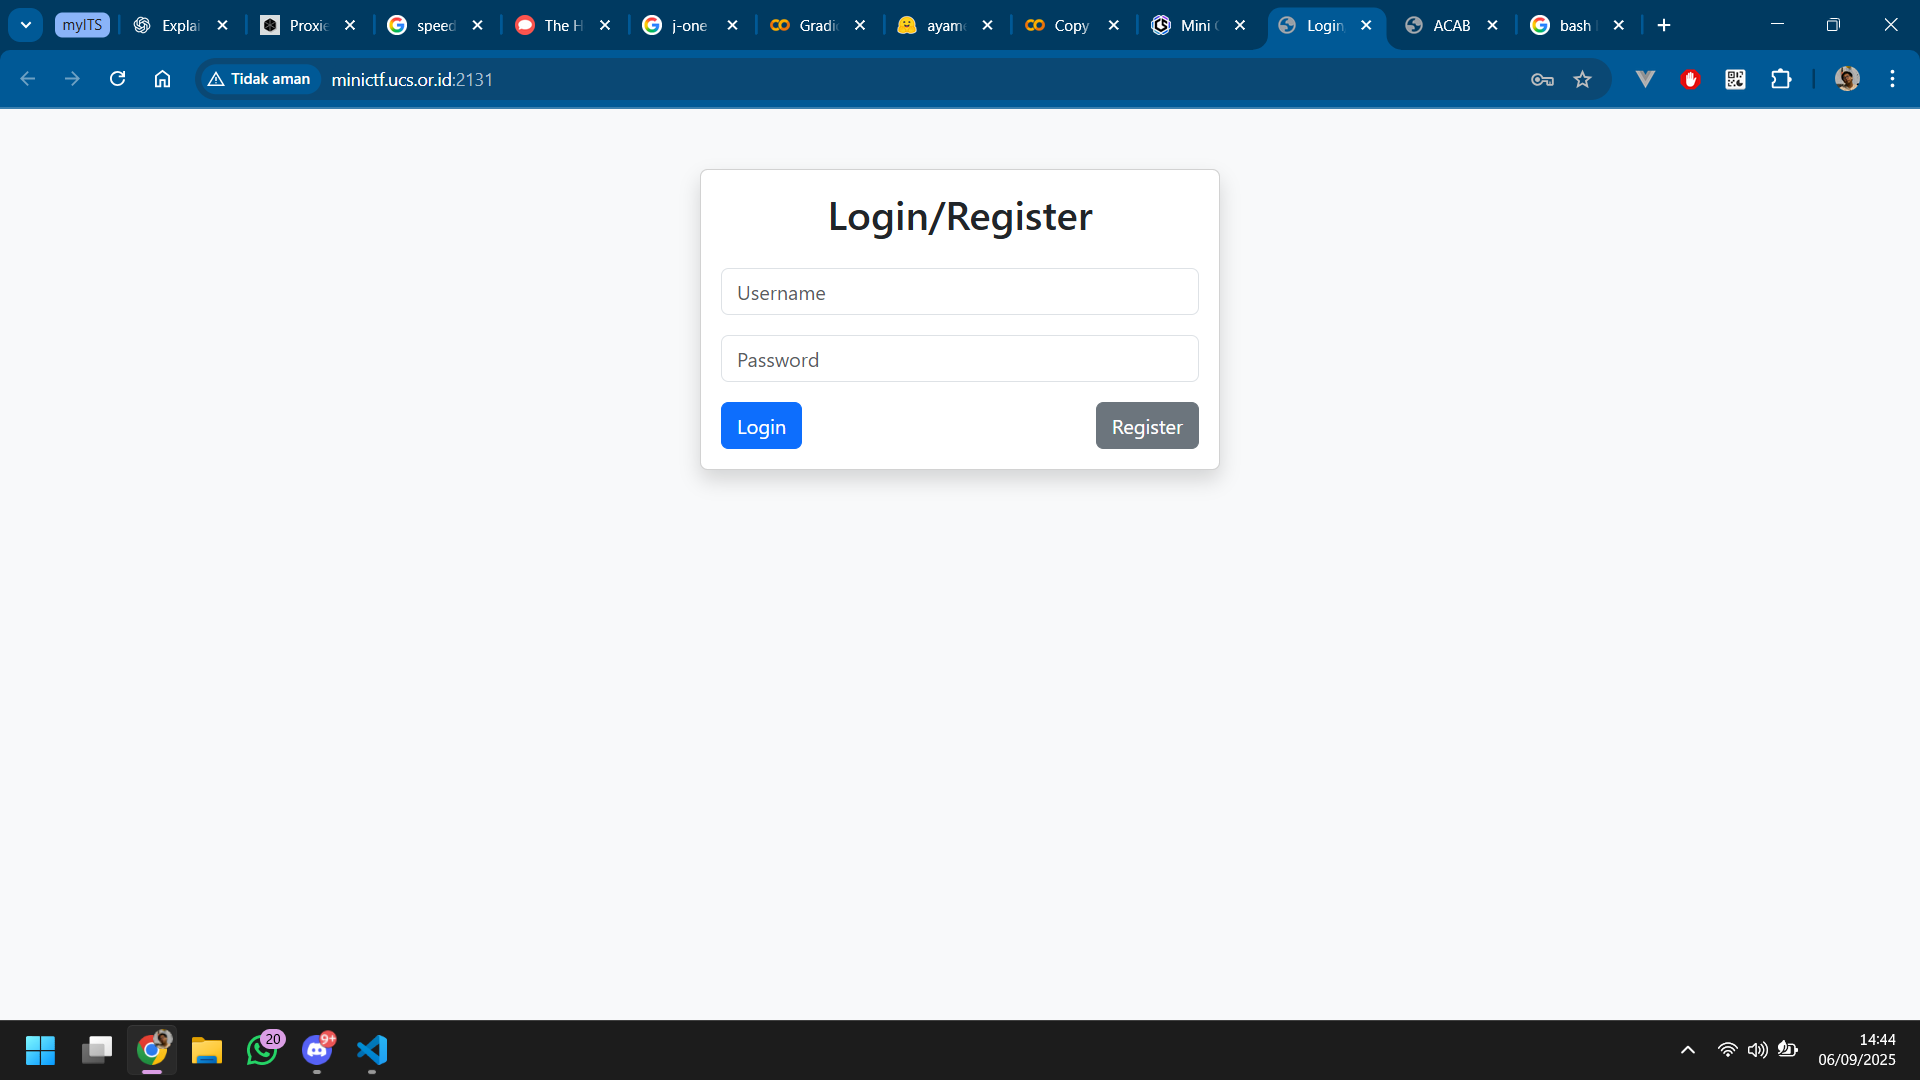 myITS
Explai
Proxie
speed
The H
j-one
Gradi
ayam
Copy
Mini C
Login
ACAB
bash
Tidak aman
minictf.ucs.or.id:2131
Login/Register
Username
Password
Login
Register
20
9+
14:44
06/09/2025